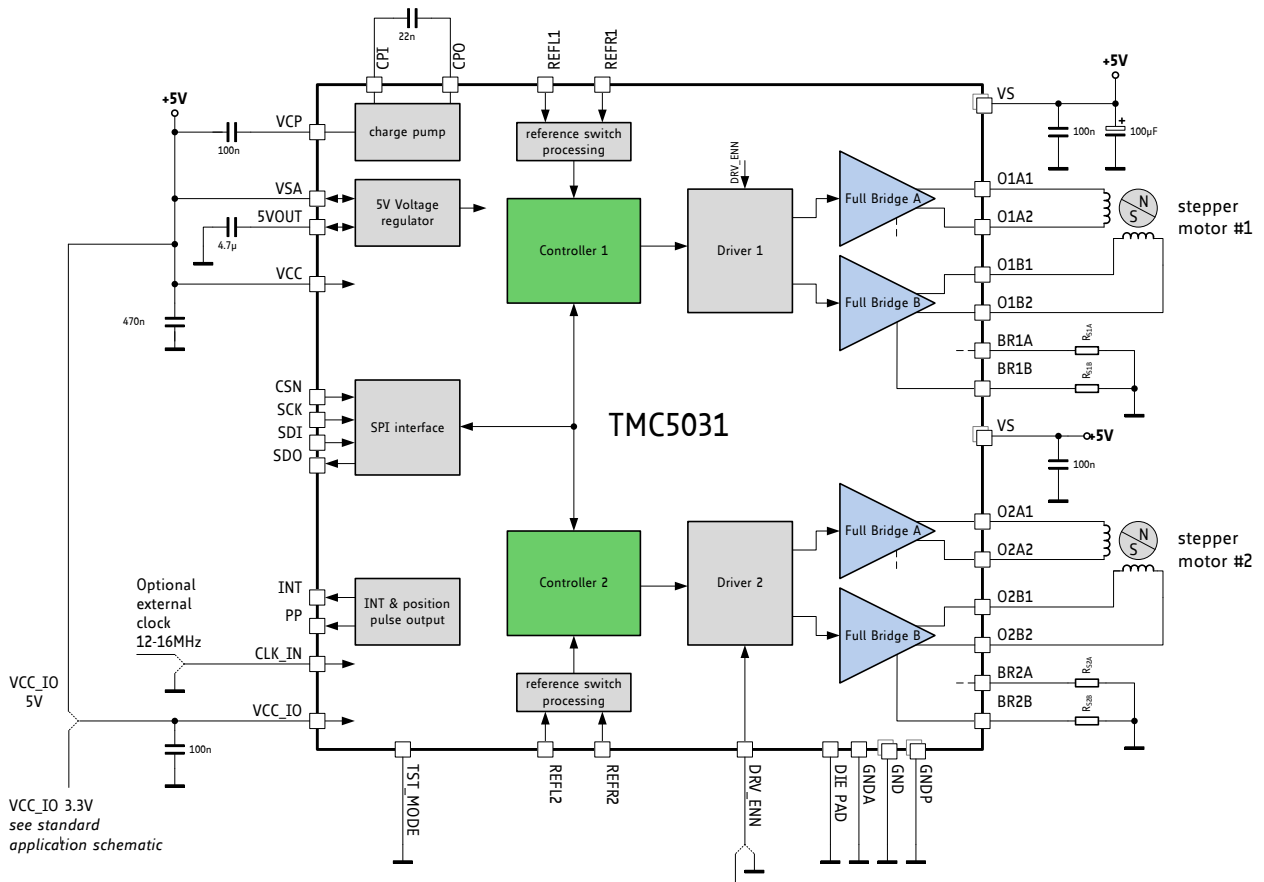 22n
CPI
CPO
REFL1
REFR1
+5V
VCP
100n
charge pump
reference switch
processing
VSA
5VOUT
4.7µ
5V Voltage
regulator
VCC
470n
Controller 1
DRV_ENN
Driver 1
Full Bridge A
Full Bridge B
+5V
VS
100n
+
100µF
O1A1
O1A2
O1B1
O1B2
N
S
stepper
motor #1
BR1A
RS1A
BR1B
RS1B
CSN
SCK
SDI
SDO
SPI interface
TMC5031
VS
+5V
100n
Controller 2
Driver 2
Full Bridge A
Full Bridge B
O2A1
O2A2
O2B1
O2B2
N
S
stepper
motor #2
BR2A
RS2A
BR2B
RS2B
INT
PP
INT & position
pulse output
Optional
external
clock
12-16MHz
CLK_IN
reference switch
processing
VCC_IO
5V
VCC_IO
100n
VCC_IO 3.3V
see standard
application schematic
TST_MODE
REFL2
REFR2
DRV_ENN
DIE PAD
GNDA
GND
GNDP